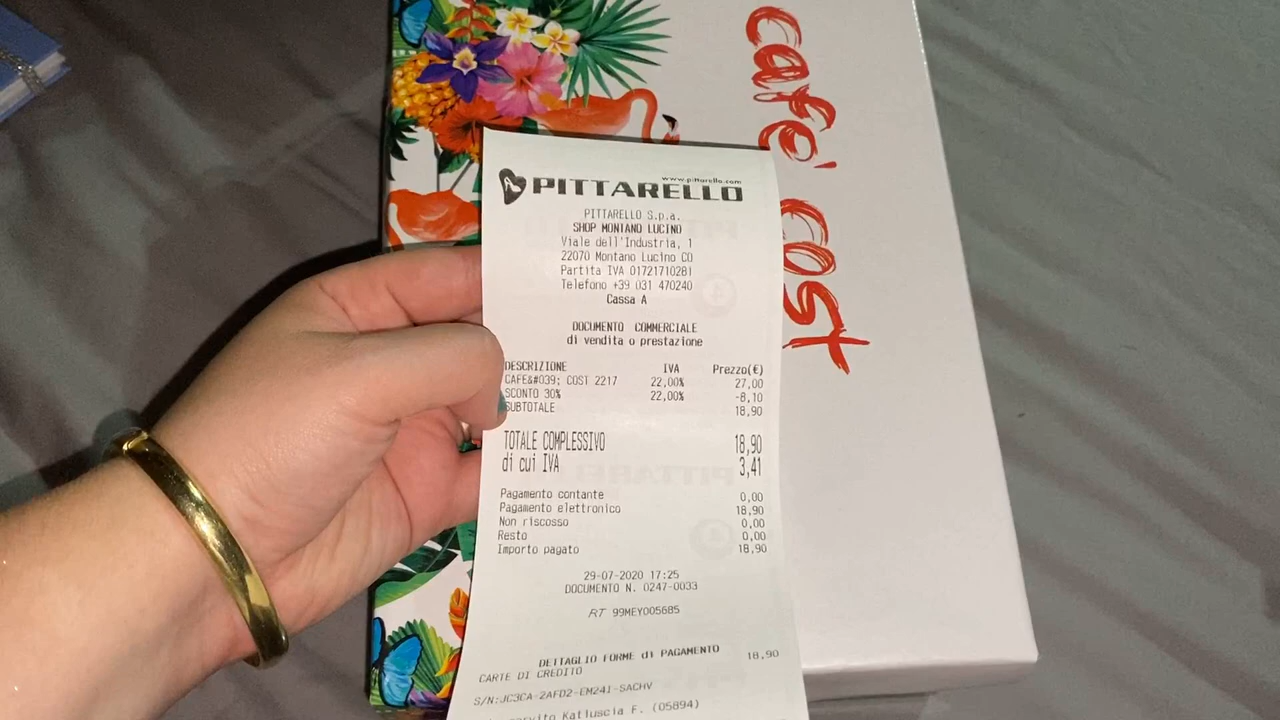 cafe' cost
www.pittarello.com
PITTARELLO
PITTARELLO S.p.a.
SHOP MONTANO LUCINO
Viale dell'Industria, 1
22070 Montano Lucino CO
Partita IVA 01721710281
Telefono +39 031 470240
Cassa A
DOCUMENTO COMMERCIALE
di vendita o prestazione
DESCRIZIONE IVA Prezzo(€)
CAFE&#039; COST 2217 22,00% 27,00
SCONTO 30% 22,00% -8,10
SUBTOTALE 18,90
TOTALE COMPLESSIVO 18,90
di cui IVA 3,41
Pagamento contante 0,00
Pagamento elettronico 18,90
Non riscosso 0,00
Resto 0,00
Importo pagato 18,90
29-07-2020 17:25
DOCUMENTO N. 0247-0033
RT 99MEY005685
DETTAGLIO FORME di PAGAMENTO
CARTE DI CREDITO 18,90
S/N:JC3CA-2AFD2-EM241-SACHV
Katiuscia F. (05894)